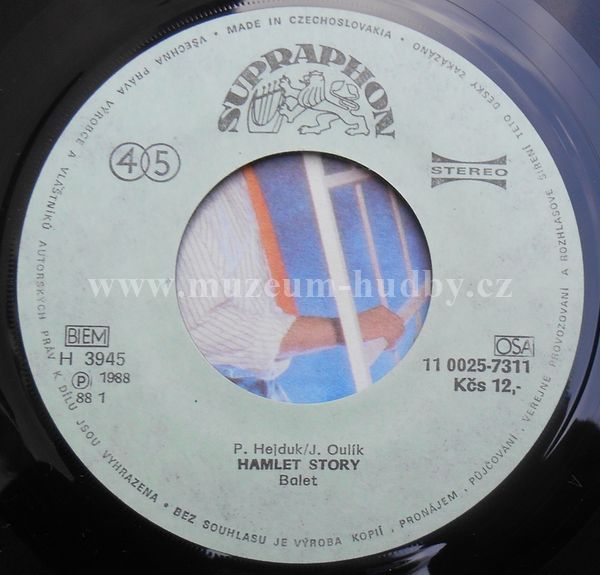 • MADE IN CZECHOSLOVAKIA •
SUPRAPHON
45
STEREO
www.muzeum-hudby.cz
BIEM
H 3945
Ⓟ 1988
88 1
OSA
11 0025-7311
Kčs 12,-
P. Hejduk/J. Oulík
HAMLET STORY
Balet
VŠECHNA PRÁVA VÝROBCE A VLASTNÍKŮ AUTORSKÝCH PRÁV K DÍLU JSOU VYHRAZENA • BEZ SOUHLASU JE VÝROBA KOPIÍ, PRONÁJEM, PŮJČOVÁNÍ, VEŘEJNÉ PROVOZOVÁNÍ A ROZHLASOVÉ ŠÍŘENÍ TÉTO DESKY ZAKÁZÁNO
A